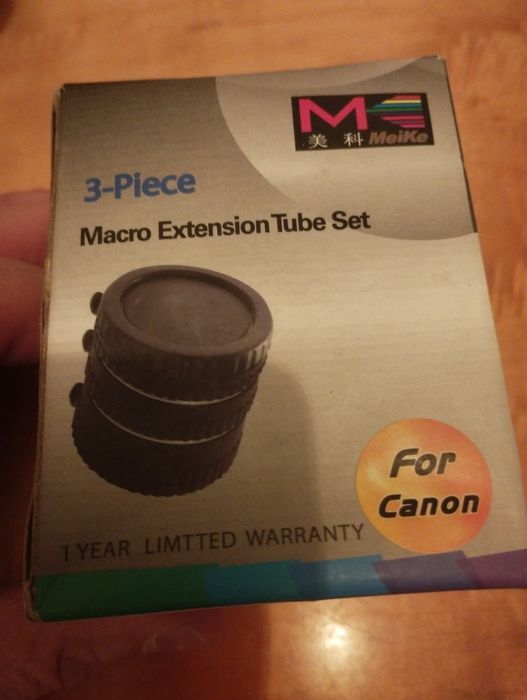 美科 MeiKe
3-Piece
Macro Extension Tube Set
For
Canon
1 YEAR LIMTTED WARRANTY